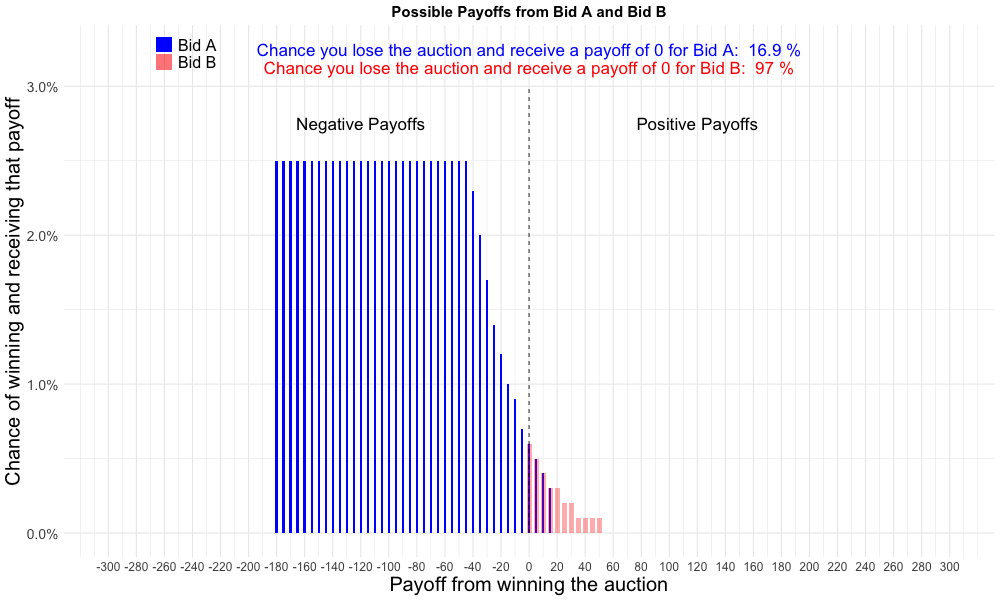 Possible Payoffs from Bid A and Bid B
Bid A
Bid B
Chance you lose the auction and receive a payoff of 0 for Bid A:  16.9 %
Chance you lose the auction and receive a payoff of 0 for Bid B:  97 %
Negative Payoffs
Positive Payoffs
Chance of winning and receiving that payoff
3.0%
2.0%
1.0%
0.0%
-300 -280 -260 -240 -220 -200 -180 -160 -140 -120 -100 -80 -60 -40 -20 0 20 40 60 80 100 120 140 160 180 200 220 240 260 280 300
Payoff from winning the auction